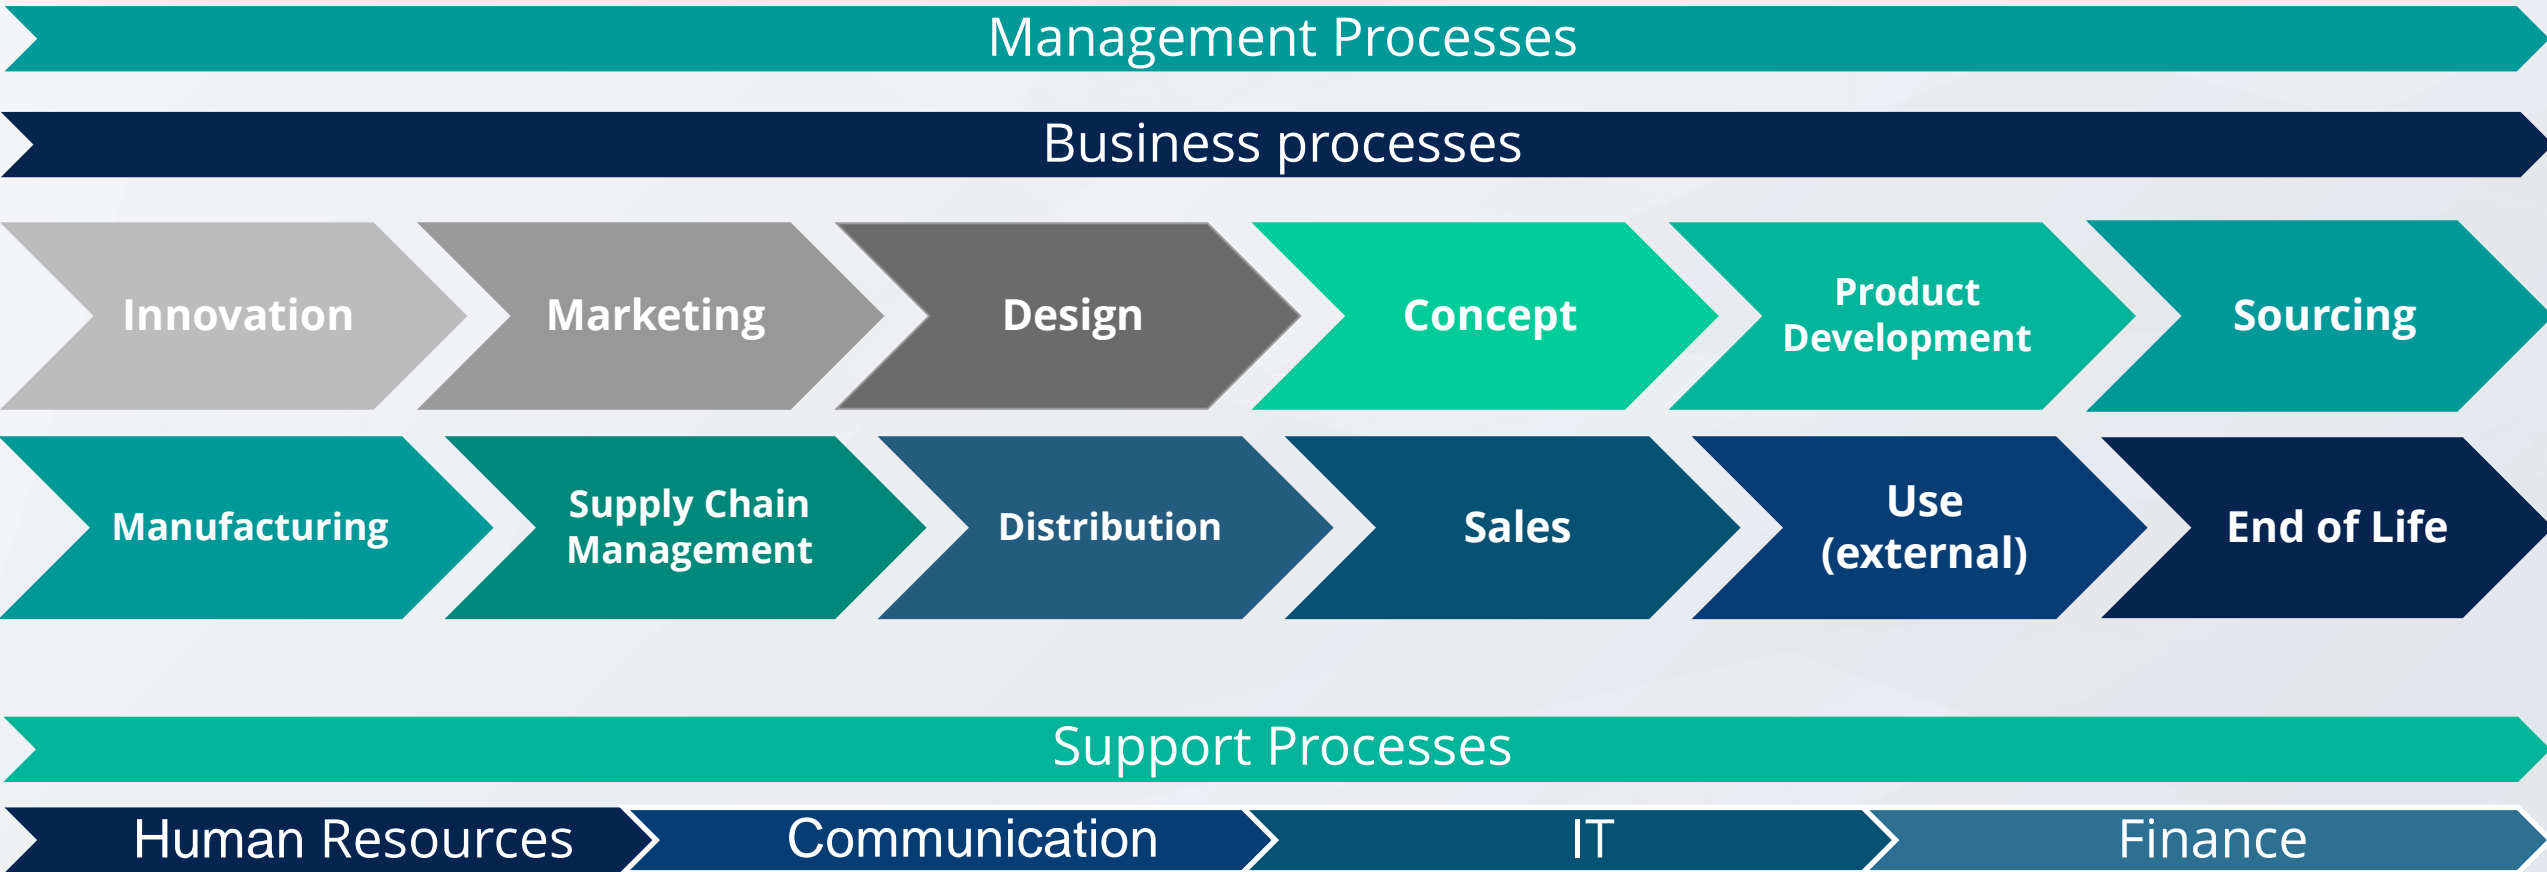 Management Processes
Business processes
Innovation
Marketing
Design
Concept
Product
Development
Sourcing
Manufacturing
Supply Chain
Management
Distribution
Sales
Use
(external)
End of Life
Support Processes
Human Resources
Communication
IT
Finance